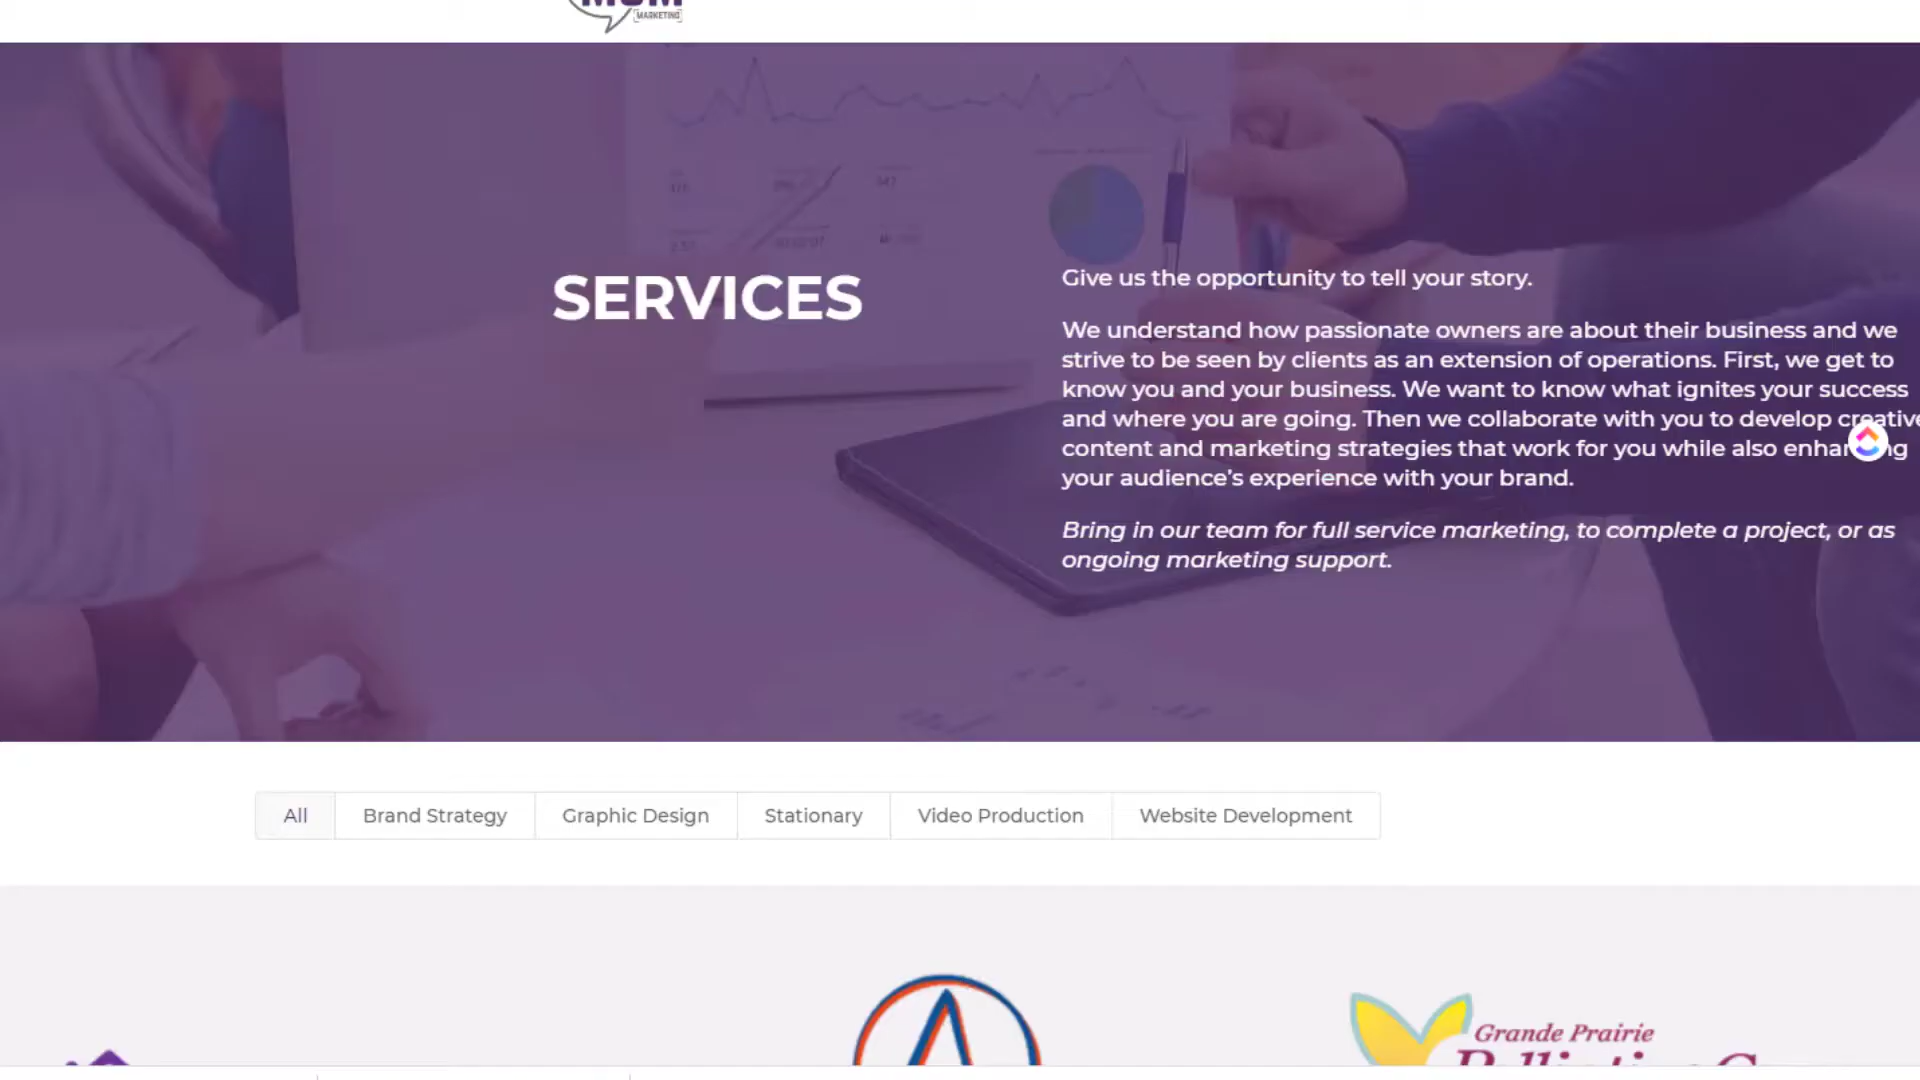 [MARKETING]
SERVICES
Give us the opportunity to tell your story.
We understand how passionate owners are about their business and we
strive to be seen by clients as an extension of operations. First, we get to
know you and your business. We want to know what ignites your success
and where you are going. Then we collaborate with you to develop creative
content and marketing strategies that work for you while also
your audience's experience with your brand.
Bring in our team for full service marketing, to complete a project, or as
ongoing marketing support.
All
Brand Strategy
Graphic Design
Stationary
Video Production
Website Development
Grande Prairie